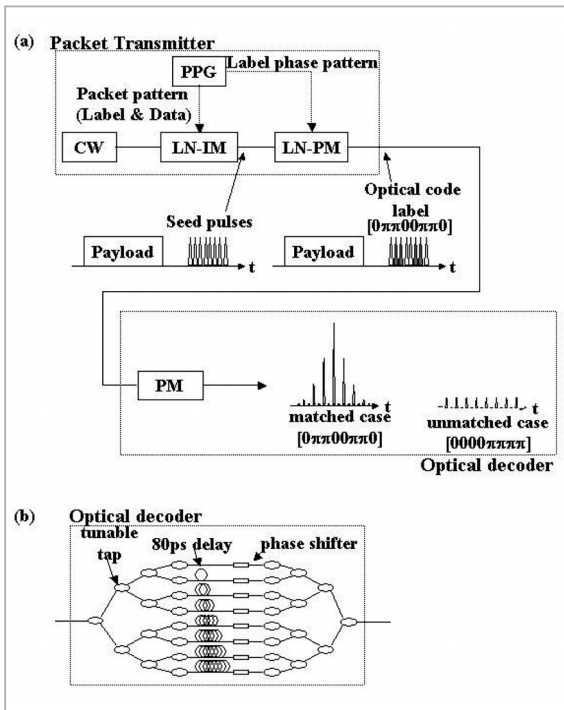 (a) Packet Transmitter
PPG
Label phase pattern
Packet pattern
(Label & Data)
CW
LN-IM
LN-PM
Seed pulses
Optical code
label
[0ππ00ππ0]
Payload
t
Payload
t
PM
t
matched case
[0ππ00ππ0]
t
unmatched case
[0000ππππ]
Optical decoder
(b) Optical decoder
tunable
tap
80ps delay
phase shifter